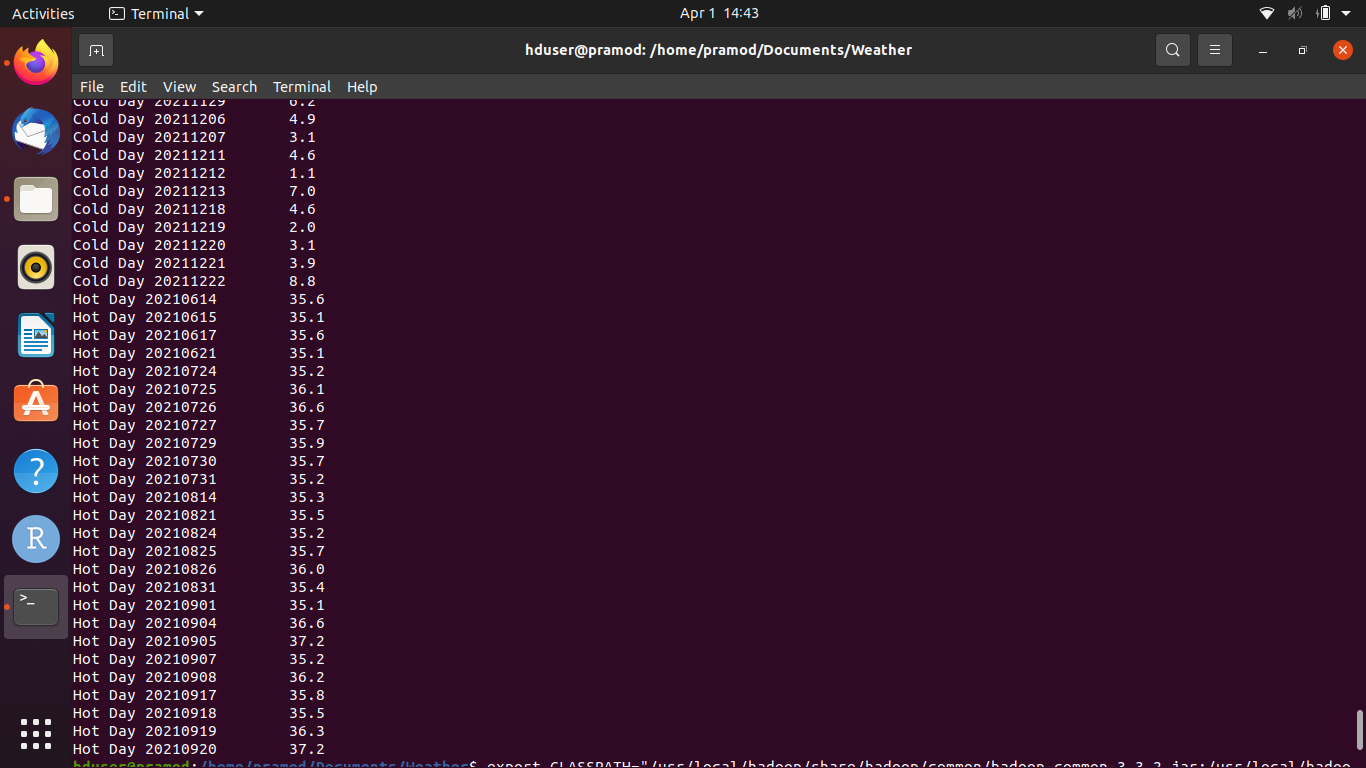 Activities Terminal Apr 1 14:43
hduser@pramod: /home/pramod/Documents/Weather
File Edit View Search Terminal Help
Cold Day 20211129 6.2
Cold Day 20211206 4.9
Cold Day 20211207 3.1
Cold Day 20211211 4.6
Cold Day 20211212 1.1
Cold Day 20211213 7.0
Cold Day 20211218 4.6
Cold Day 20211219 2.0
Cold Day 20211220 3.1
Cold Day 20211221 3.9
Cold Day 20211222 8.8
Hot Day 20210614 35.6
Hot Day 20210615 35.1
Hot Day 20210617 35.6
Hot Day 20210621 35.1
Hot Day 20210724 35.2
Hot Day 20210725 36.1
Hot Day 20210726 36.6
Hot Day 20210727 35.7
Hot Day 20210729 35.9
Hot Day 20210730 35.7
Hot Day 20210731 35.2
Hot Day 20210814 35.3
Hot Day 20210821 35.5
Hot Day 20210824 35.2
Hot Day 20210825 35.7
Hot Day 20210826 36.0
Hot Day 20210831 35.4
Hot Day 20210901 35.1
Hot Day 20210904 36.6
Hot Day 20210905 37.2
Hot Day 20210907 35.2
Hot Day 20210908 36.2
Hot Day 20210917 35.8
Hot Day 20210918 35.5
Hot Day 20210919 36.3
Hot Day 20210920 37.2
hduser@pramod:/home/pramod/Documents/Weather$ export CLASSPATH="/usr/local/hadoop/share/hadoop/common/hadoop-common-3.3.2.jar:/usr/local/hadoo